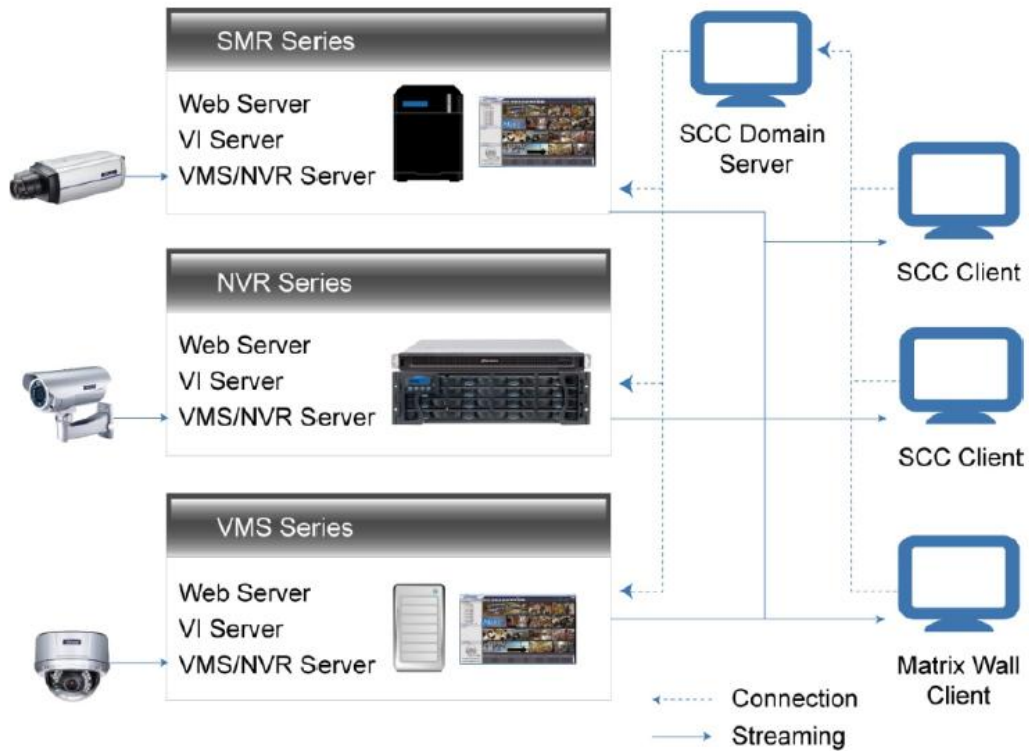 SMR Series
Web Server
VI Server
VMS/NVR Server
SCC Domain
Server
SCC Client
NVR Series
Web Server
VI Server
VMS/NVR Server
SCC Client
VMS Series
Web Server
VI Server
VMS/NVR Server
Matrix Wall
Client
Connection
Streaming